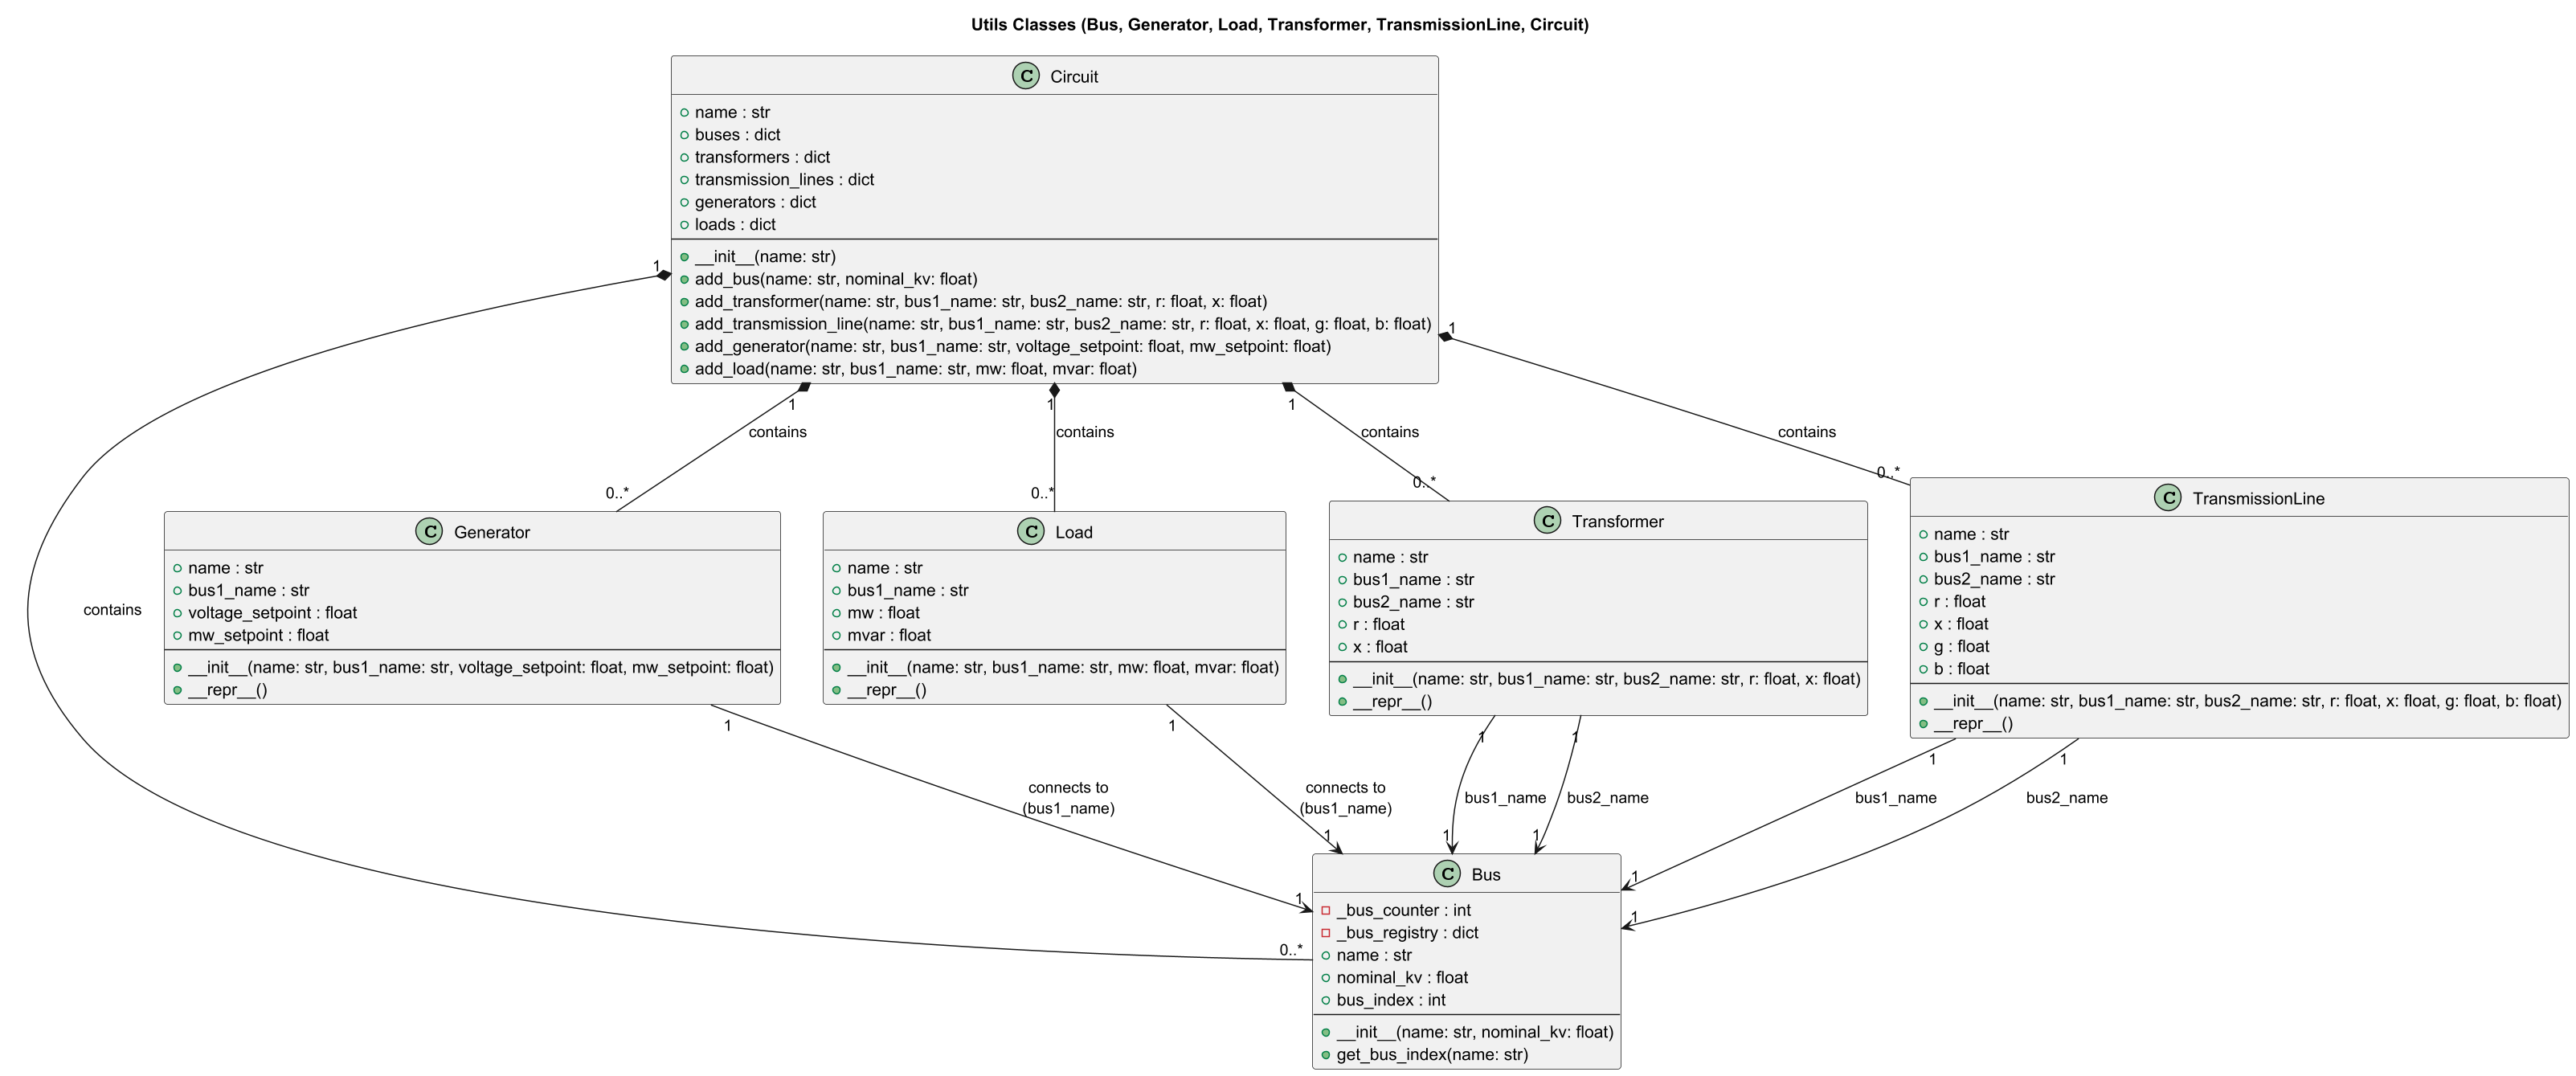 Utils Classes (Bus, Generator, Load, Transformer, TransmissionLine, Circuit)
C Circuit
name : str
buses : dict
transformers : dict
transmission_lines : dict
generators : dict
loads : dict
__init__(name: str)
add_bus(name: str, nominal_kv: float)
add_transformer(name: str, bus1_name: str, bus2_name: str, r: float, x: float)
add_transmission_line(name: str, bus1_name: str, bus2_name: str, r: float, x: float, g: float, b: float)
add_generator(name: str, bus1_name: str, voltage_setpoint: float, mw_setpoint: float)
add_load(name: str, bus1_name: str, mw: float, mvar: float)
1
1
1
1
1
contains
contains
contains
contains
contains
0..*
0..*
0..*
0..*
C Generator
name : str
bus1_name : str
voltage_setpoint : float
mw_setpoint : float
__init__(name: str, bus1_name: str, voltage_setpoint: float, mw_setpoint: float)
__repr__()
C Load
name : str
bus1_name : str
mw : float
mvar : float
__init__(name: str, bus1_name: str, mw: float, mvar: float)
__repr__()
C Transformer
name : str
bus1_name : str
bus2_name : str
r : float
x : float
__init__(name: str, bus1_name: str, bus2_name: str, r: float, x: float)
__repr__()
C TransmissionLine
name : str
bus1_name : str
bus2_name : str
r : float
x : float
g : float
b : float
__init__(name: str, bus1_name: str, bus2_name: str, r: float, x: float, g: float, b: float)
__repr__()
1
1
1
1
1
1
connects to
(bus1_name)
connects to
(bus1_name)
bus1_name
bus2_name
bus1_name
bus2_name
1
1
1
1
1
1
0..*
C Bus
_bus_counter : int
_bus_registry : dict
name : str
nominal_kv : float
bus_index : int
__init__(name: str, nominal_kv: float)
get_bus_index(name: str)